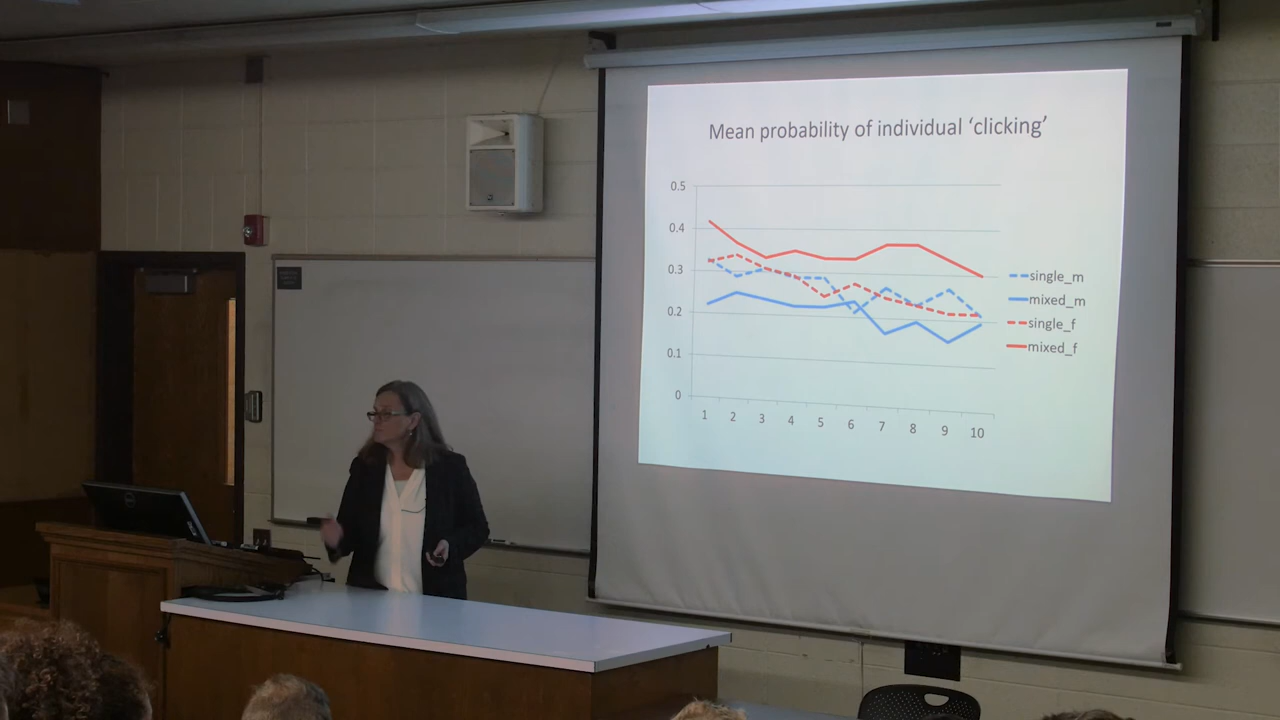 Mean probability of individual ‘clicking’
0.5
0.4
0.3
0.2
0.1
0
1 2 3 4 5 6 7 8 9 10
single_m
mixed_m
single_f
mixed_f
DELL